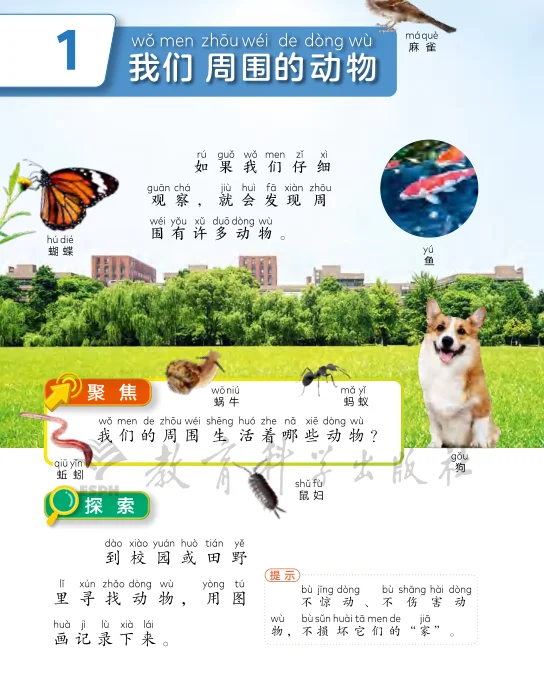 1
wǒ men zhōu wéi de dòng wù
我们 周围的动物
má què
麻 雀
rú guǒ wǒ men zǐ xì
如 果 我 们 仔 细
guān chá jiù huì fā xiàn zhōu
观 察 ， 就 会 发 现 周
wéi yǒu xǔ duō dòng wù
围 有 许 多 动 物 。
hú dié
蝴 蝶
yú
鱼
聚 焦
wō niú
蜗 牛
mǎ yǐ
蚂 蚁
wǒ men de zhōu wéi shēng huó zhe nǎ xiē dòng wù
我 们 的 周 围 生 活 着 哪 些 动 物 ？
qiū yǐn
蚯 蚓
gǒu
狗
教育科学出版社
ESPH
shǔ fù
鼠 妇
探 索
dào xiào yuán huò tián yě
到 校 园 或 田 野
lǐ xún zhǎo dòng wù yòng tú
里 寻 找 动 物 ， 用 图
huà jì lù xià lái
画 记 录 下 来 。
提 示
bù jīng dòng bù shāng hài dòng
不 惊 动 、 不 伤 害 动
wù bù sǔn huài tā men de jiā
物 ， 不 损 坏 它 们 的 “ 家 ” 。